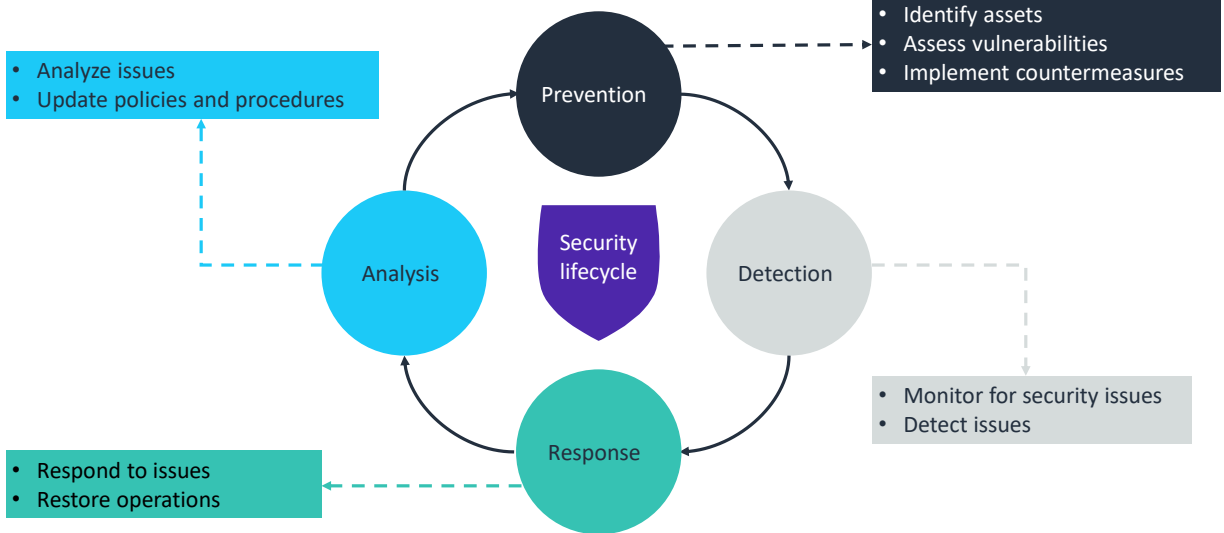 • Identify assets
• Assess vulnerabilities
• Implement countermeasures
• Analyze issues
• Update policies and procedures
Prevention
Security
lifecycle
Analysis
Detection
• Monitor for security issues
• Detect issues
Response
• Respond to issues
• Restore operations